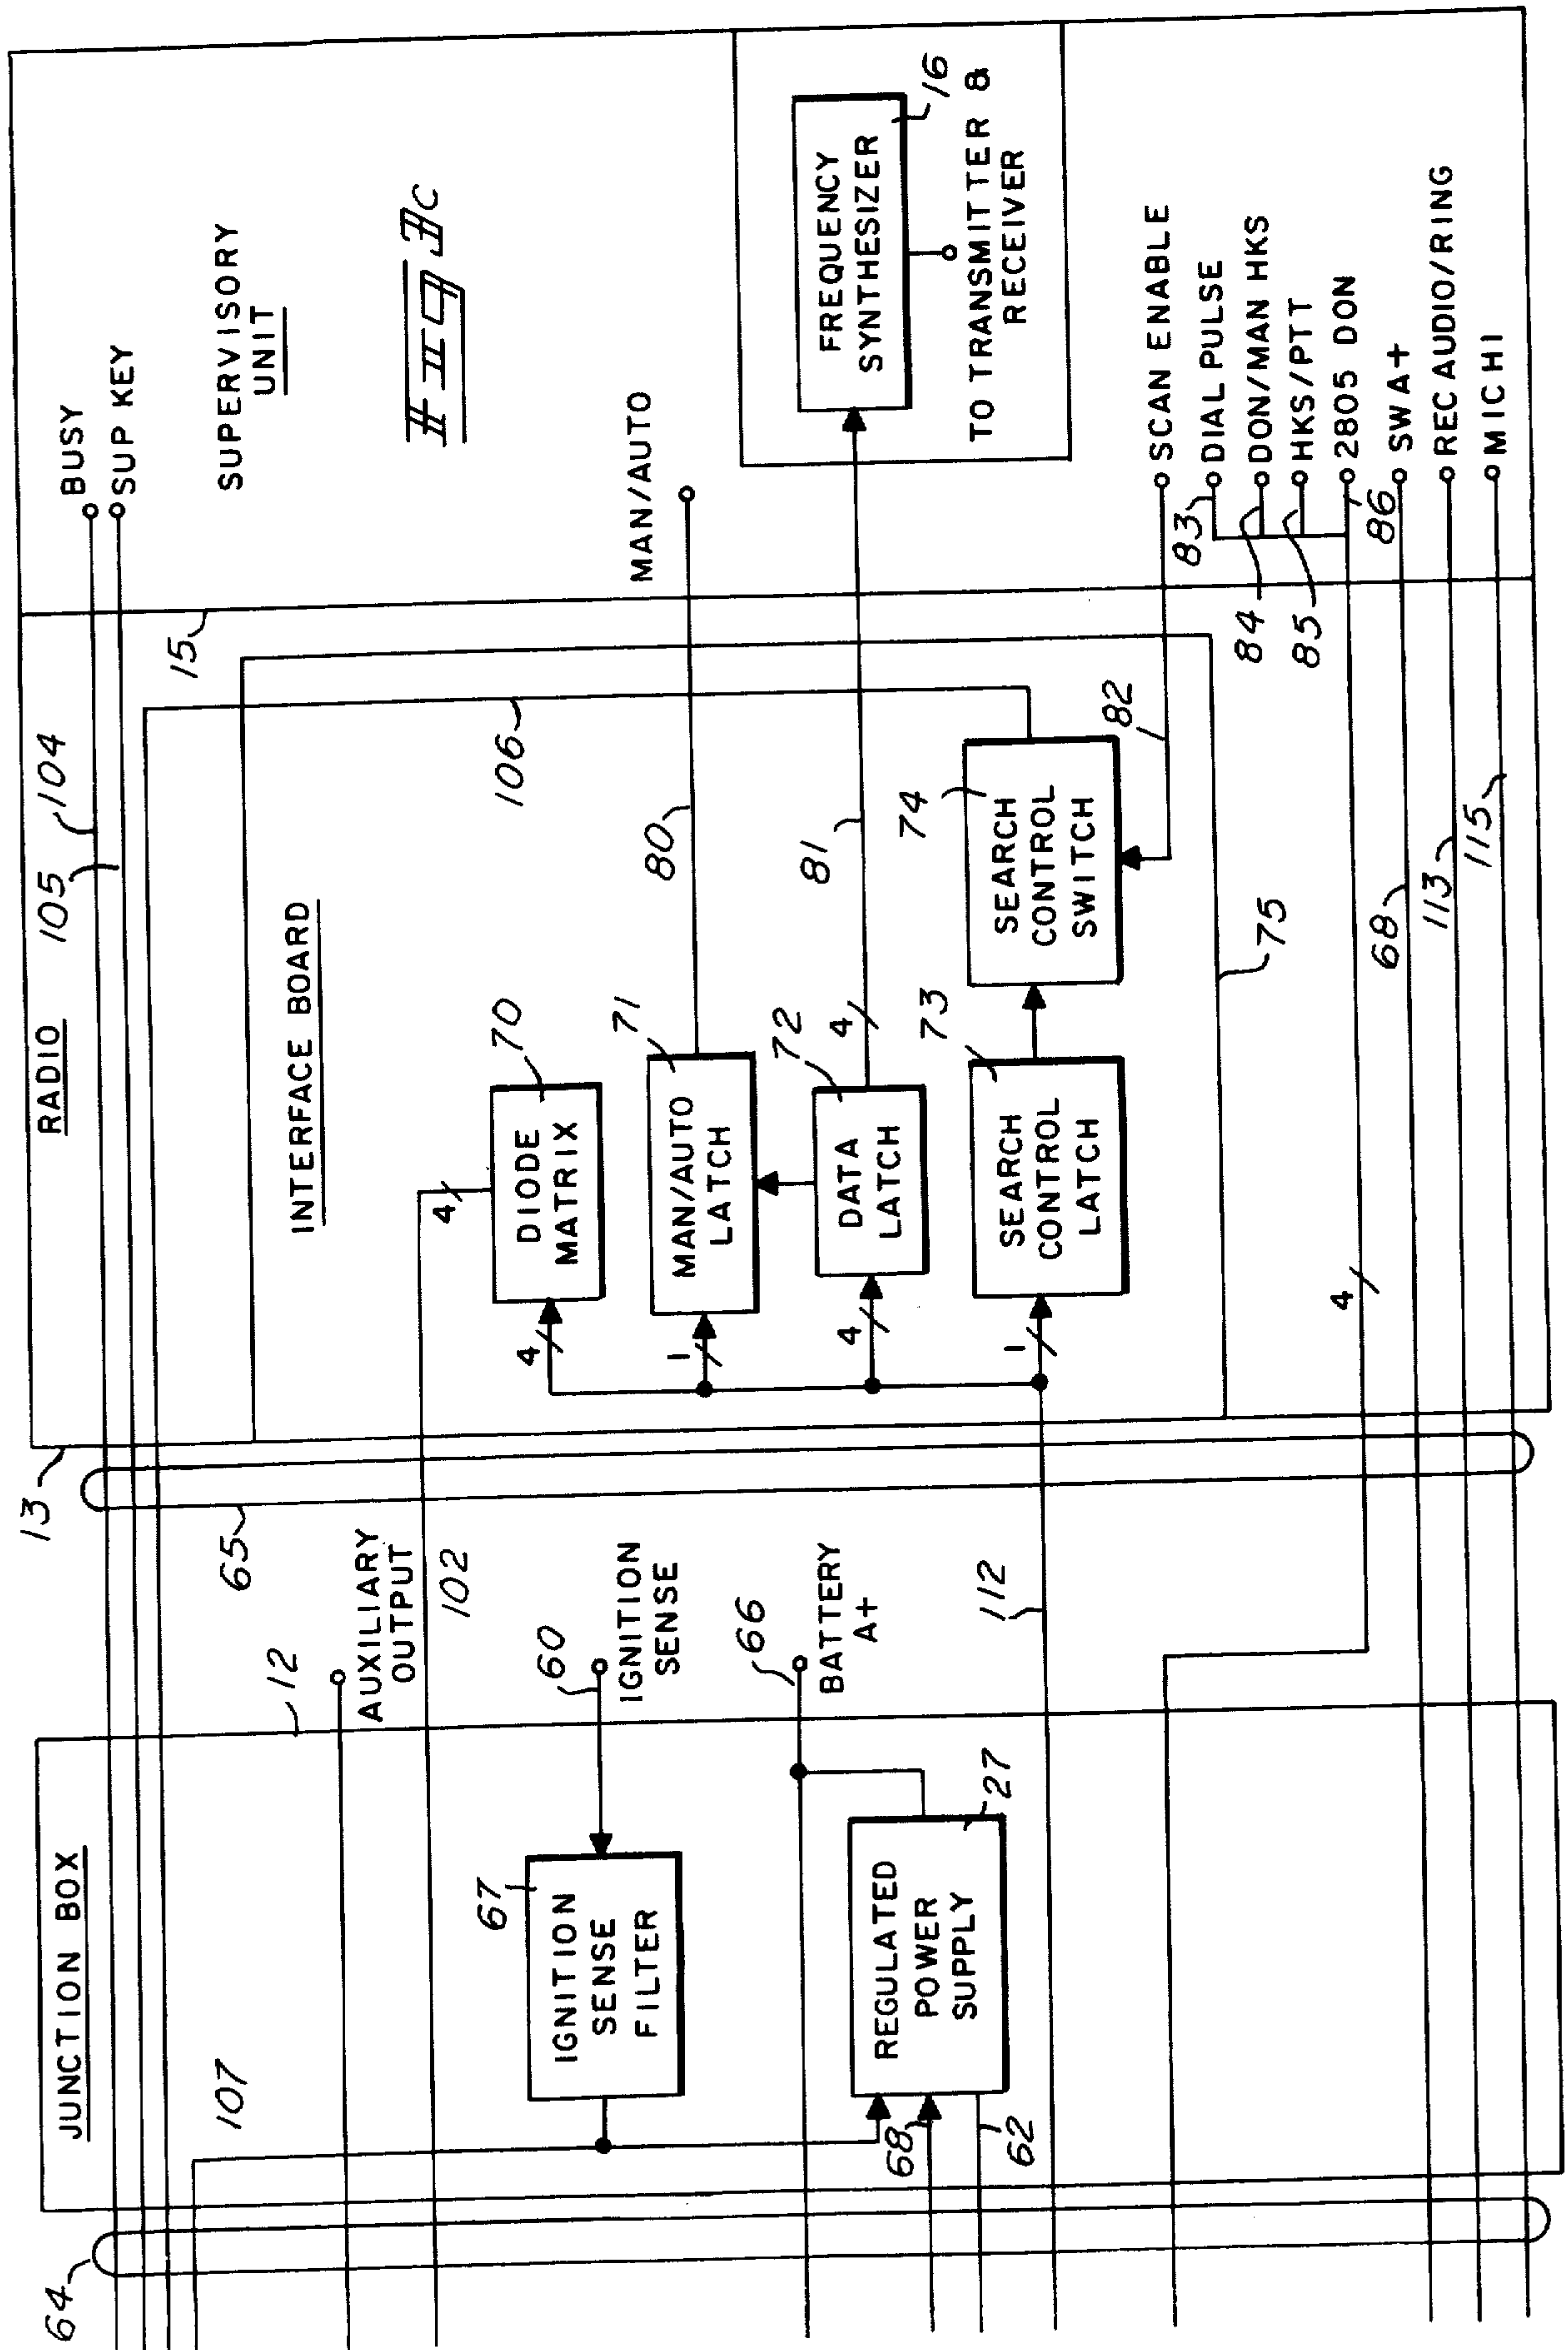 JUNCTION BOX
64
107
12
AUXILIARY
OUTPUT
102
67
IGNITION
SENSE
FILTER
60
IGNITION
SENSE
66
BATTERY
A+
REGULATED
POWER
SUPPLY
27
68
62
112
13
65
RADIO
105
104
15
INTERFACE BOARD
106
4
DIODE
MATRIX
70
4
MAN/AUTO
LATCH
71
1
80
MAN/AUTO
DATA
LATCH
72
4
4
81
SEARCH
CONTROL
LATCH
73
1
SEARCH
CONTROL
SWITCH
74
82
75
4
68
113
115
BUSY
SUP KEY
SUPERVISORY
UNIT
Fig 3c
FREQUENCY
SYNTHESIZER
16
TO TRANSMITTER &
RECEIVER
SCAN ENABLE
83
DIAL PULSE
84
DON/MAN HKS
85
HKS/PTT
2805 DON
86
SWA+
REC AUDIO/RING
MIC HI